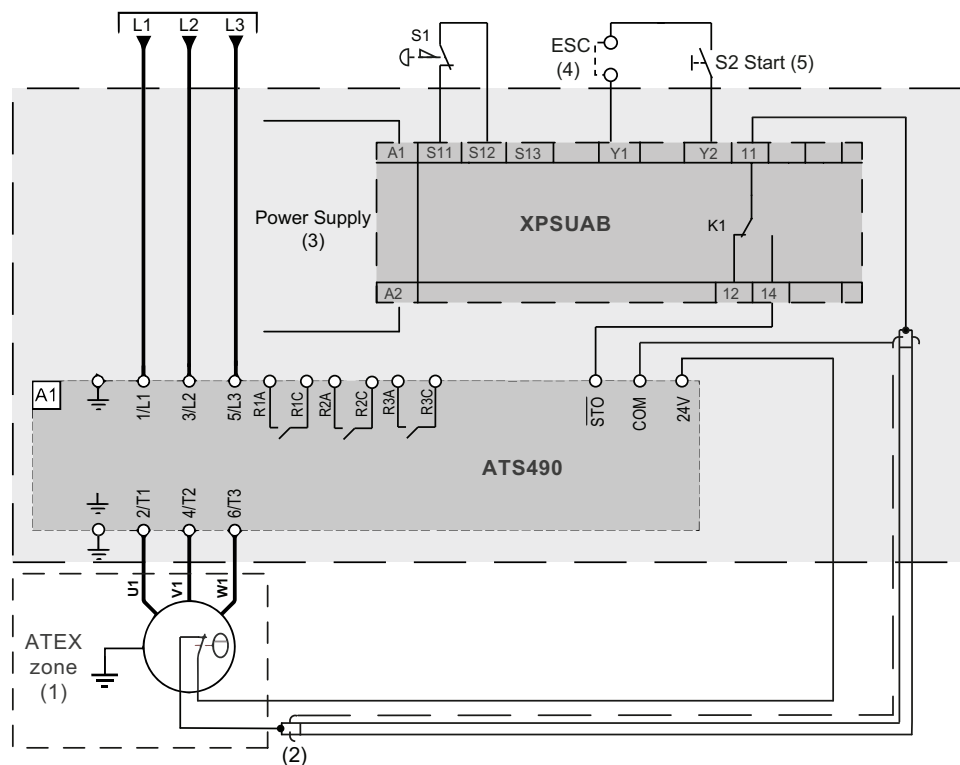 L1 L2 L3
S1
ESC
(4)
S2 Start (5)
A1 S11 S12 S13 Y1 Y2 11
XPSUAB
K1
Power Supply
(3)
A2 12 14
A1
1/L1 3/L2 5/L3 R1A R1C R2A R2C R3A R3C STO COM 24V
ATS490
2/T1 4/T2 6/T3
U1 V1 W1
ATEX
zone
(1)
(2)